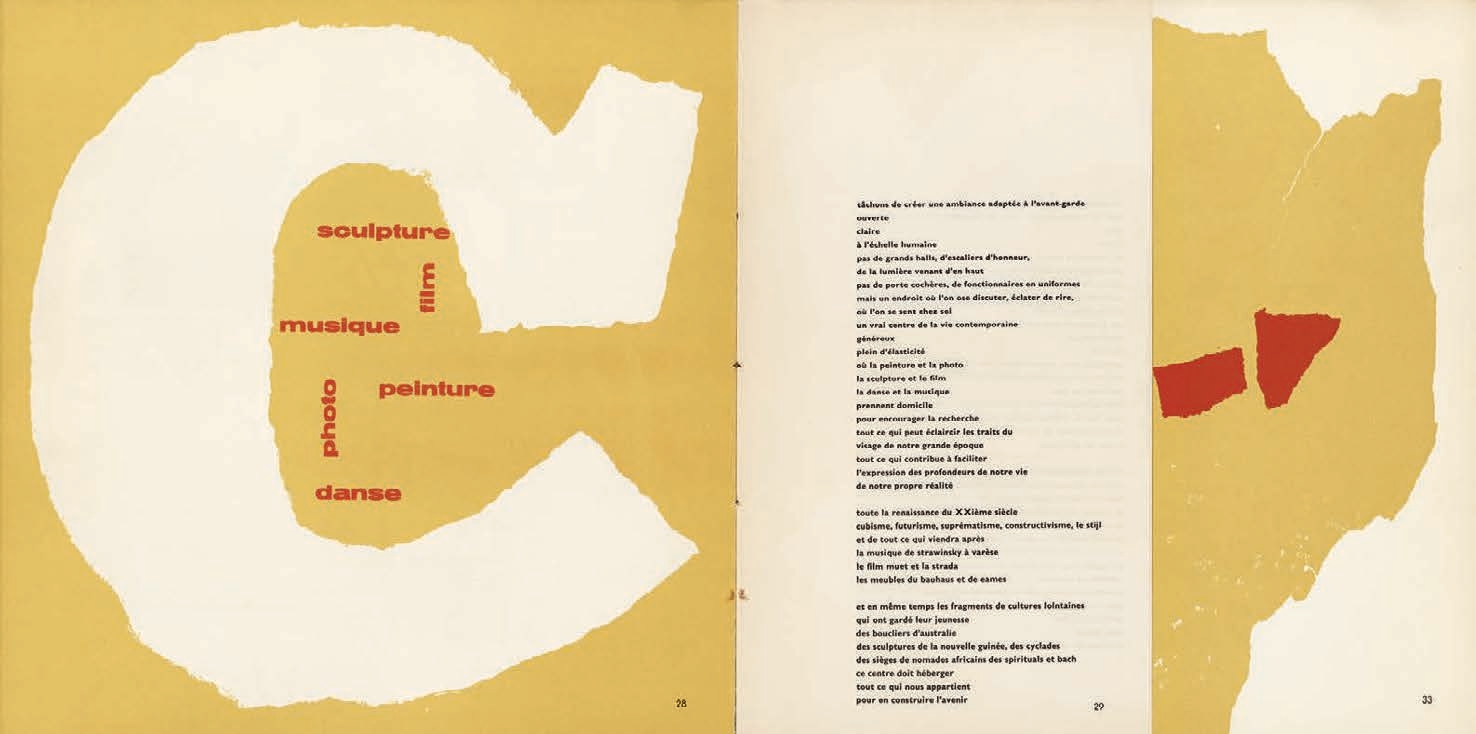 C
sculpture
film
musique
photo
peinture
danse
28
tâchons de créer une ambiance adaptée à l'avant-garde
ouverte
claire
à l'échelle humaine
pas de grands halls, d'escaliers d'honneur,
de la lumière venant d'en haut
pas de porte cochères, de fonctionnaires en uniformes
mais un endroit où l'on ose discuter, éclater de rire,
où l'on se sent chez soi
un vrai centre de la vie contemporaine
généreux
plein d'élasticité
où la peinture et la photo
la sculpture et le film
la danse et la musique
prennent domicile
pour encourager la recherche
tout ce qui peut éclaircir les traits du
visage de notre grande époque
tout ce qui contribue à faciliter
l'expression des profondeurs de notre vie
de notre propre réalité
toute la renaissance du XXième siècle
cubisme, futurisme, suprématisme, constructivisme, le stijl
et de tout ce qui viendra après
la musique de strawinsky à varèse
le film muet et la strada
les meubles du bauhaus et de eames
et en même temps les fragments de cultures lointaines
qui ont gardé leur jeunesse
des boucliers d'australie
des sculptures de la nouvelle guinée, des cyclades
des sièges de nomades africains des spirituals et bach
ce centre doit héberger
tout ce qui nous appartient
pour en construire l'avenir
29
33